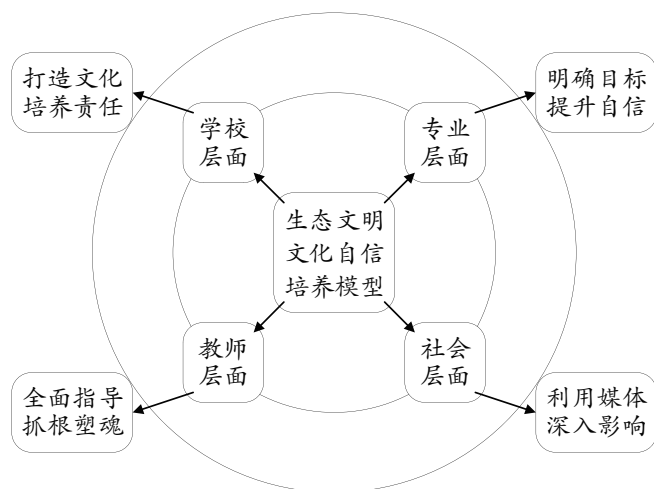 打造文化
培养责任
明确目标
提升自信
学校
层面
专业
层面
生态文明
文化自信
培养模型
教师
层面
社会
层面
全面指导
抓根塑魂
利用媒体
深入影响